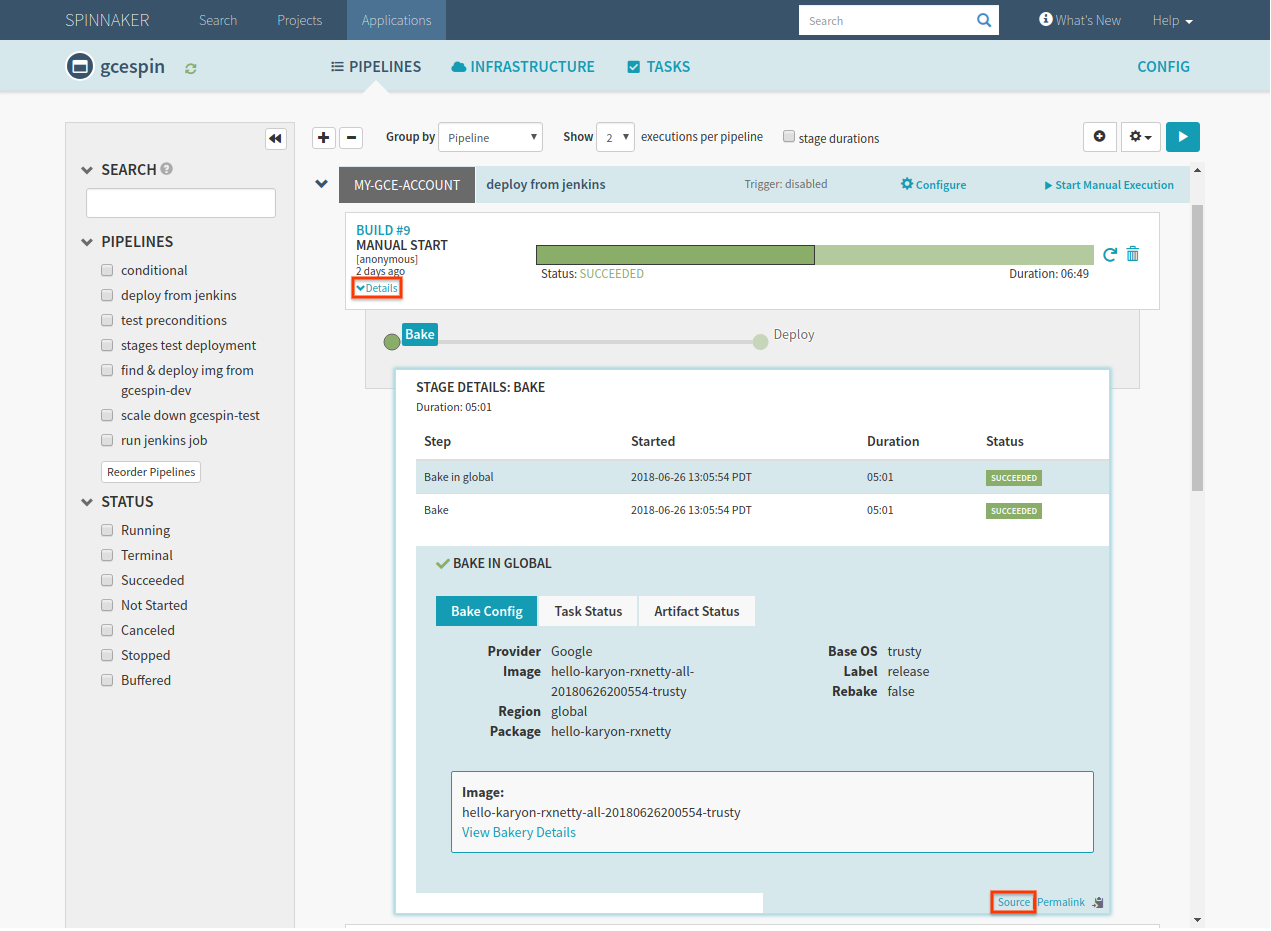 SPINNAKER Search Projects Applications Search What's New Help
gcespin PIPELINES INFRASTRUCTURE TASKS CONFIG
Group by Pipeline Show 2 executions per pipeline stage durations
SEARCH
PIPELINES
conditional
deploy from jenkins
test preconditions
stages test deployment
find & deploy img from
gcespin-dev
scale down gcespin-test
run jenkins job
Reorder Pipelines
STATUS
Running
Terminal
Succeeded
Not Started
Canceled
Stopped
Buffered
MY-GCE-ACCOUNT deploy from jenkins Trigger: disabled Configure Start Manual Execution
BUILD #9
MANUAL START
[anonymous]
2 days ago
Details
Status: SUCCEEDED Duration: 06:49
Bake Deploy
STAGE DETAILS: BAKE
Duration: 05:01
Step Started Duration Status
Bake in global 2018-06-26 13:05:54 PDT 05:01 SUCCEEDED
Bake 2018-06-26 13:05:54 PDT 05:01 SUCCEEDED
BAKE IN GLOBAL
Bake Config Task Status Artifact Status
Provider Google
Image hello-karyon-rxnetty-all-
20180626200554-trusty
Region global
Package hello-karyon-rxnetty
Base OS trusty
Label release
Rebake false
Image:
hello-karyon-rxnetty-all-20180626200554-trusty
View Bakery Details
Source Permalink